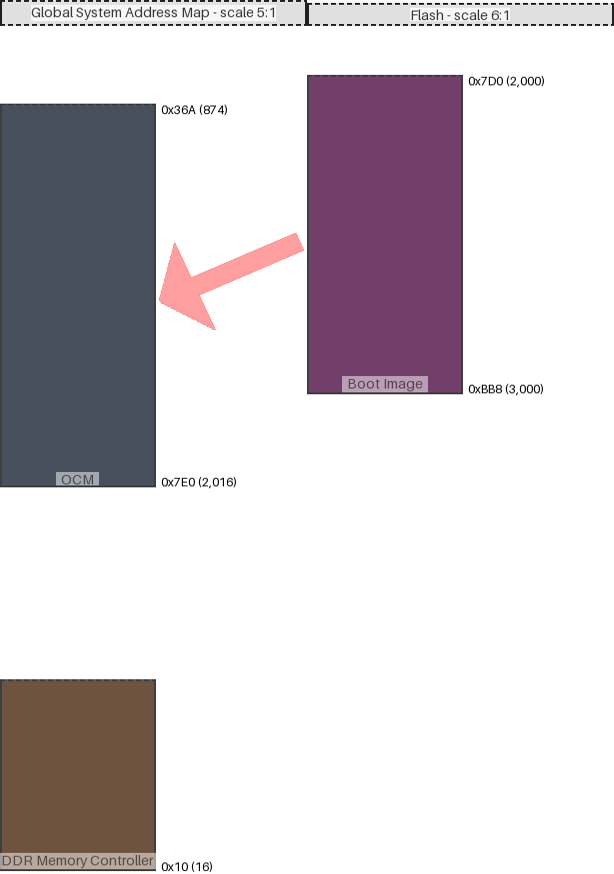 Global System Address Map - scale 5:1
Flash - scale 6:1
0x7D0 (2,000)
0x36A (874)
Boot Image
0xBB8 (3,000)
OCM
0x7E0 (2,016)
DDR Memory Controller
0x10 (16)